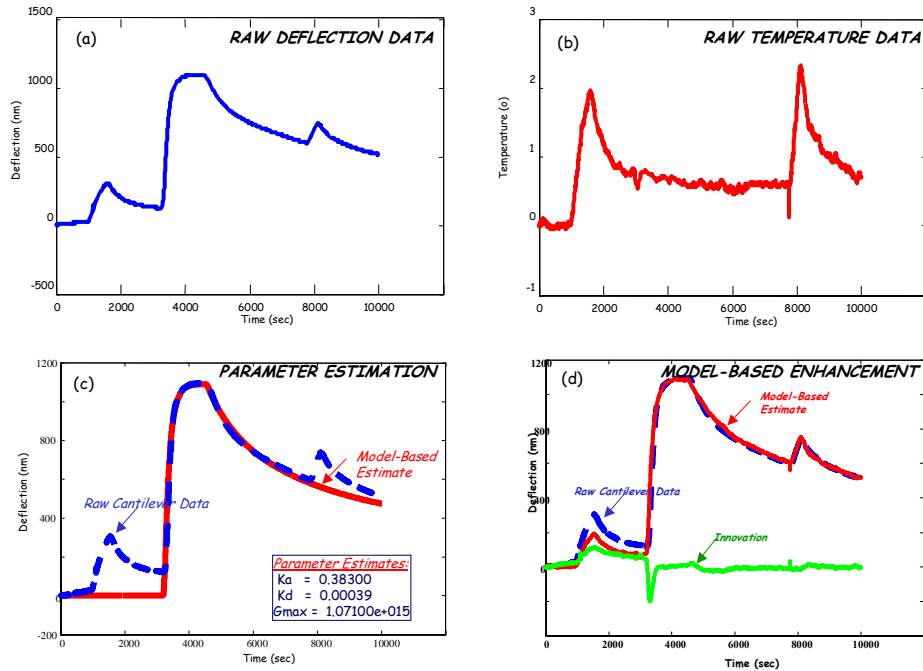 (a) RAW DEFLECTION DATA
1500
1000
500
0
-500
Deflection (nm)
0 2000 4000 6000 8000 10000
Time (sec)
(b) RAW TEMPERATURE DATA
3
2
1
0
-1
Temperature (o)
0 2000 4000 6000 8000 10000
Time (sec)
(c) PARAMETER ESTIMATION
1200
800
400
0
-200
Deflection (nm)
Model-Based
Estimate
Raw Cantilever Data
Parameter Estimates:
Ka = 0.38300
Kd = 0.00039
Gmax = 1.07100e+015
0 2000 4000 6000 8000 10000
Time (sec)
(d) MODEL-BASED ENHANCEMENT
1200
800
400
0
-200
Deflection (nm)
Model-Based
Estimate
Raw Cantilever Data
Innovation
0 2000 4000 6000 8000 10000
Time (sec)